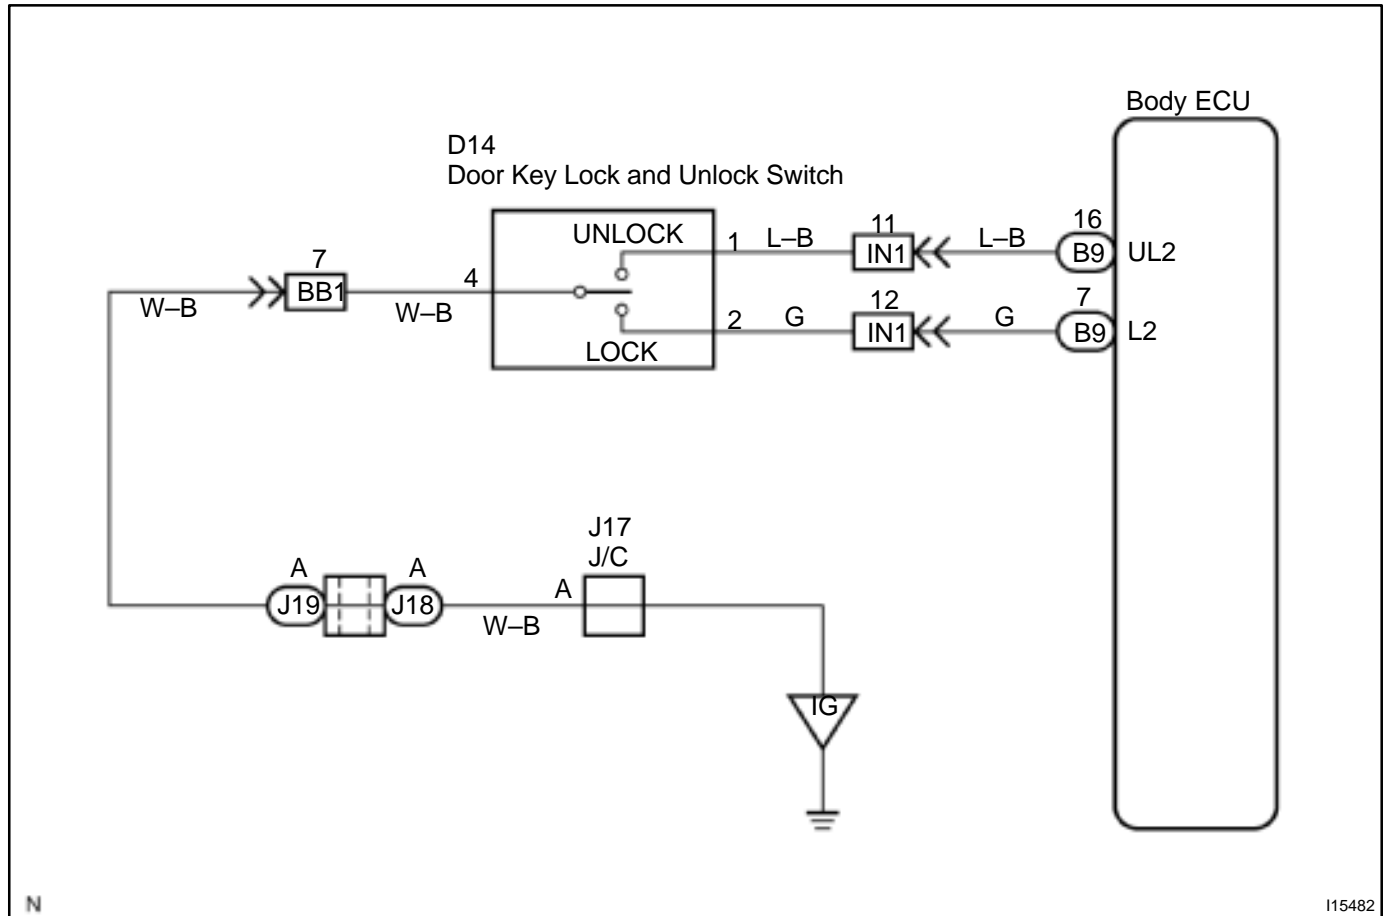 Body ECU
D14
Door Key Lock and Unlock Switch
UNLOCK
1
L–B
11
IN1
L–B
16
B9
UL2
7
BB1
W–B
W–B
4
2
G
12
IN1
G
7
B9
L2
LOCK
J17
J/C
A
J19
A
J18
W–B
A
IG
N
I15482